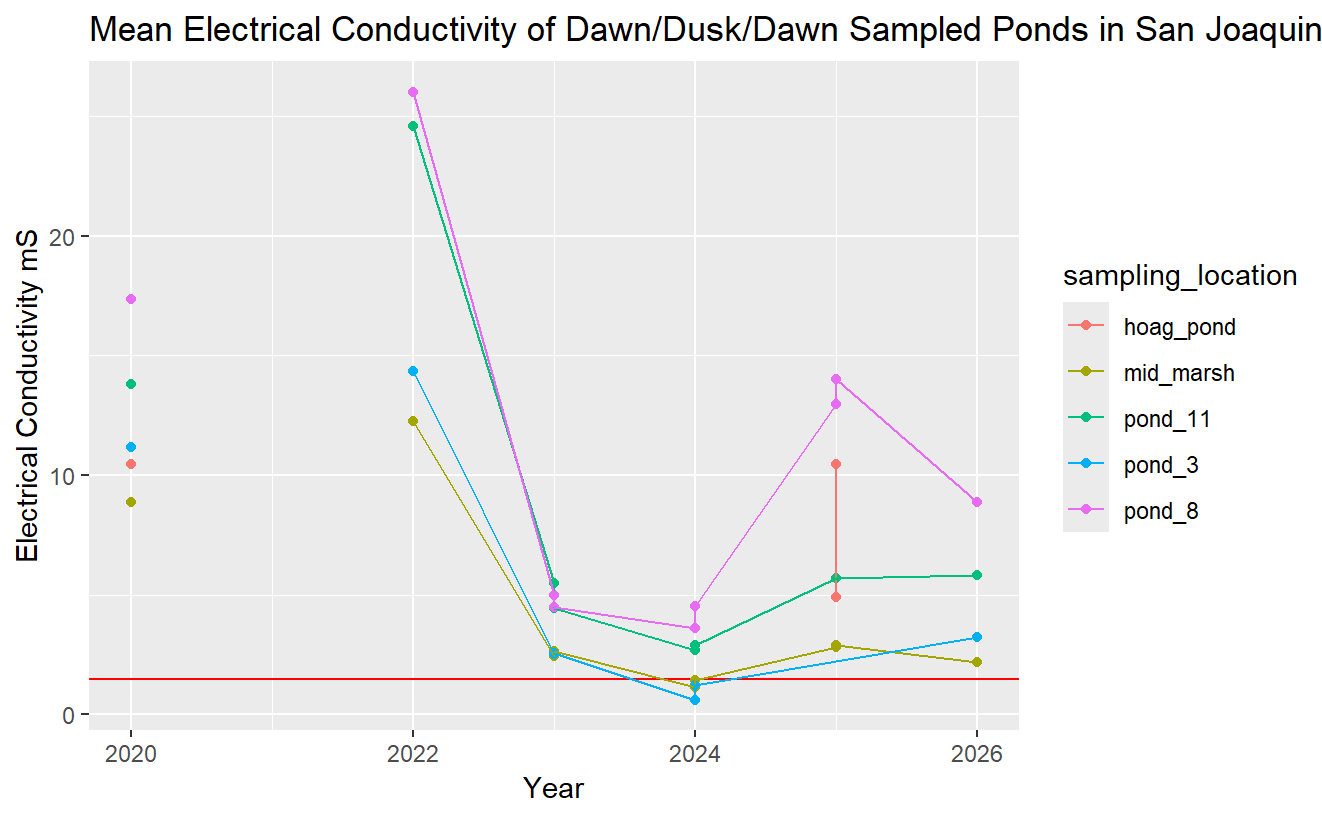 Mean Electrical Conductivity of Dawn/Dusk/Dawn Sampled Ponds in San Joaquin
Electrical Conductivity mS
20
10
0
2020
2022
2024
2026
Year
sampling_location
hoag_pond
mid_marsh
pond_11
pond_3
pond_8